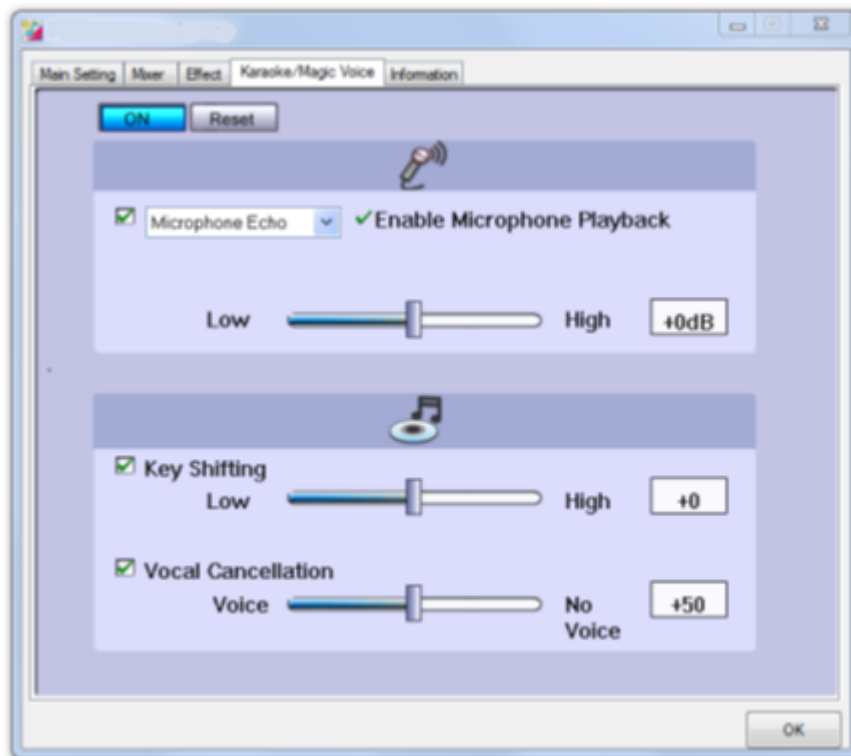 Main Setting Mixer Effect Karaoke/Magic Voice Information
ON Reset
Microphone Echo Enable Microphone Playback
Low High +0dB
Key Shifting
Low High +0
Vocal Cancellation
Voice No Voice +50
OK